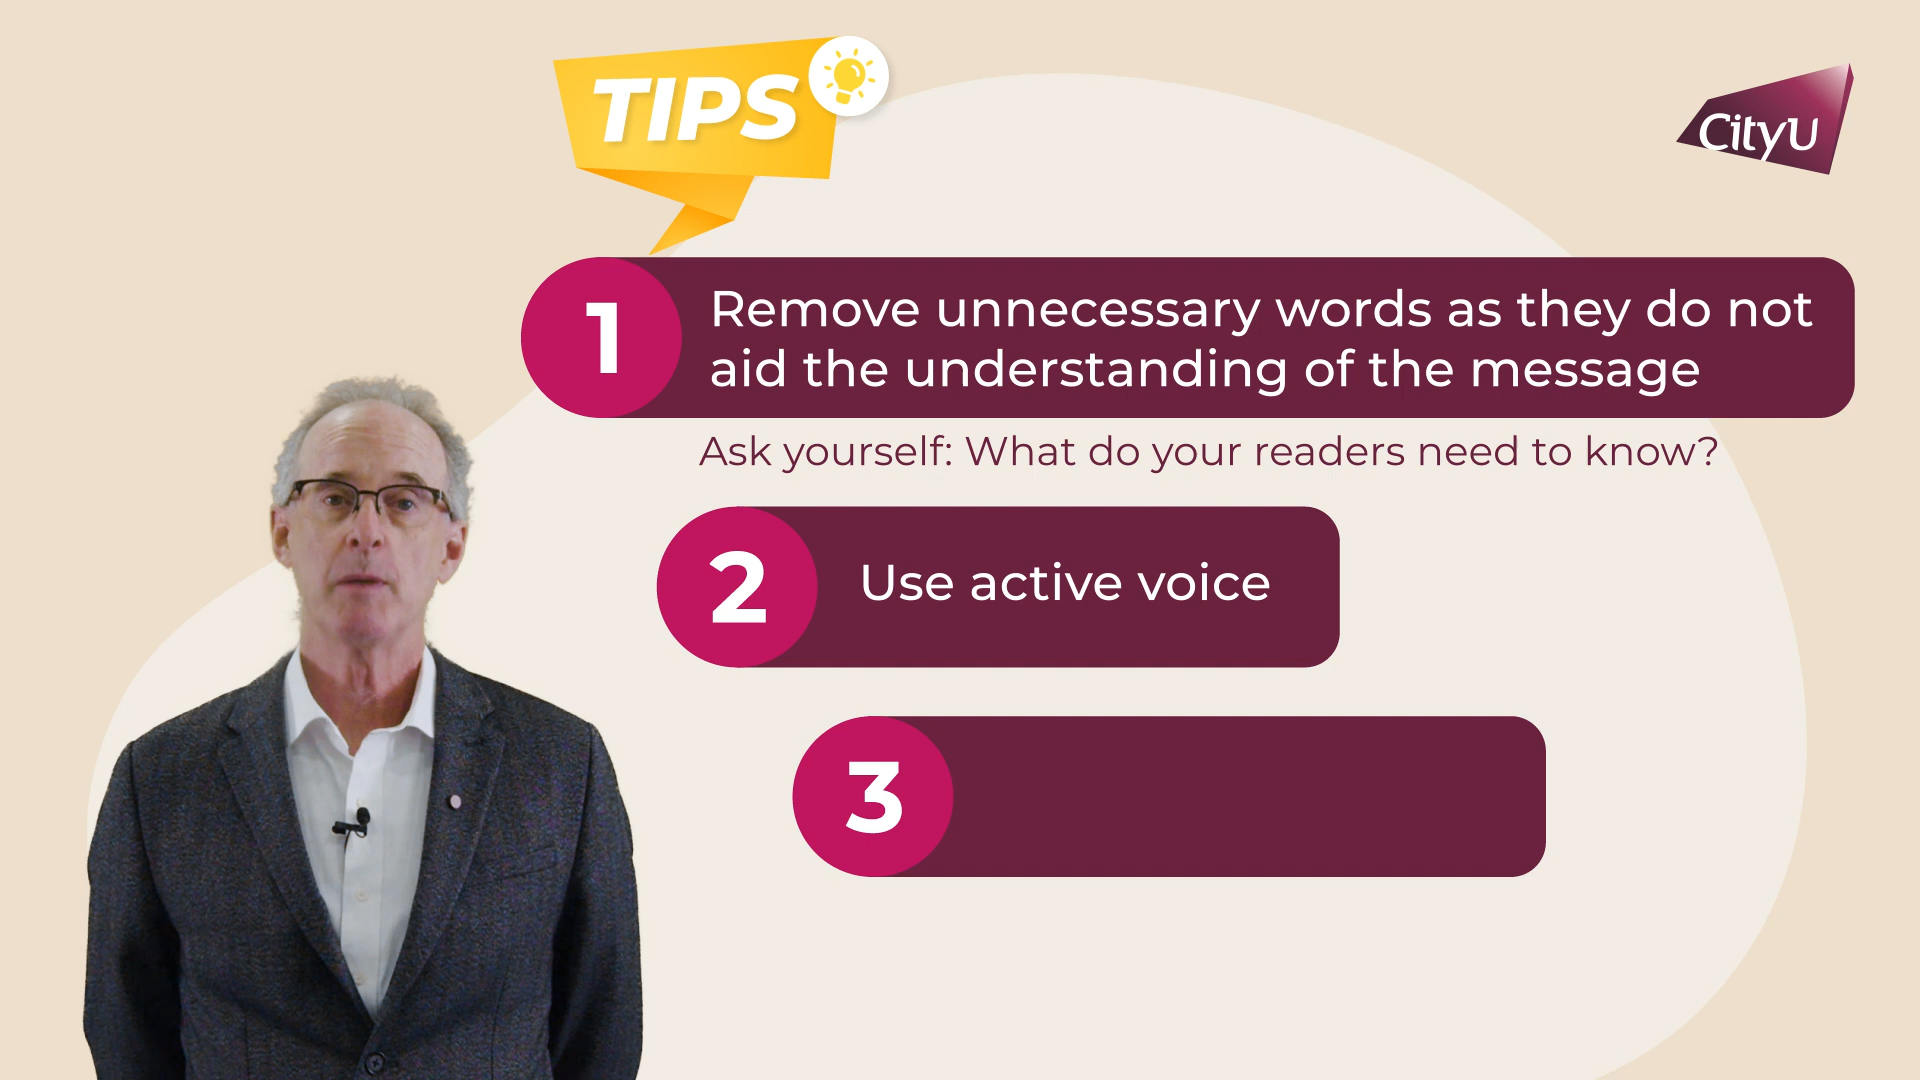 TIPS
CityU
1
Remove unnecessary words as they do not
aid the understanding of the message
Ask yourself: What do your readers need to know?
2
Use active voice
3